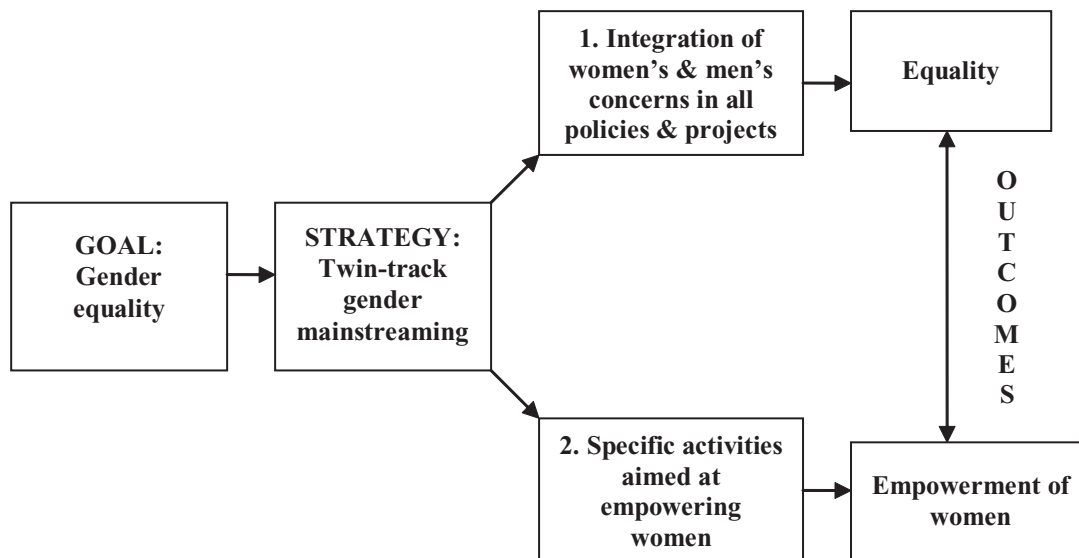 1. Integration of
women’s & men’s
concerns in all
policies & projects
Equality
GOAL:
Gender
equality
STRATEGY:
Twin-track
gender
mainstreaming
O
U
T
C
O
M
E
S
2. Specific activities
aimed at
empowering
women
Empowerment of
women